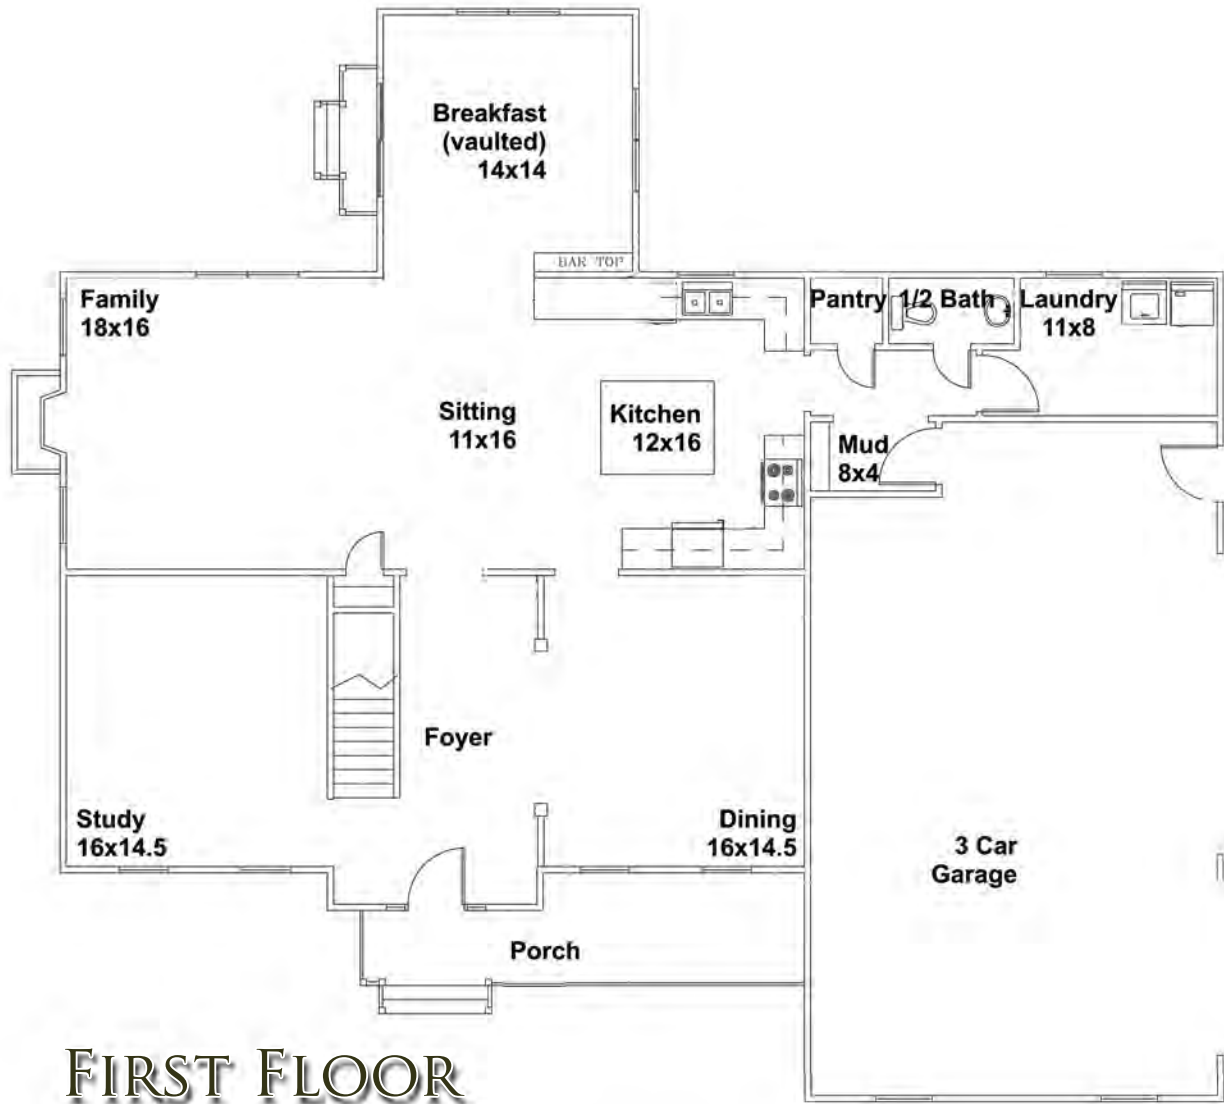 Breakfast
(vaulted)
14x14
BAR TOP
Family
18x16
Pantry
1/2 Bath
Laundry
11x8
Sitting
11x16
Kitchen
12x16
Mud
8x4
Foyer
Study
16x14.5
Dining
16x14.5
3 Car
Garage
Porch
FIRST FLOOR